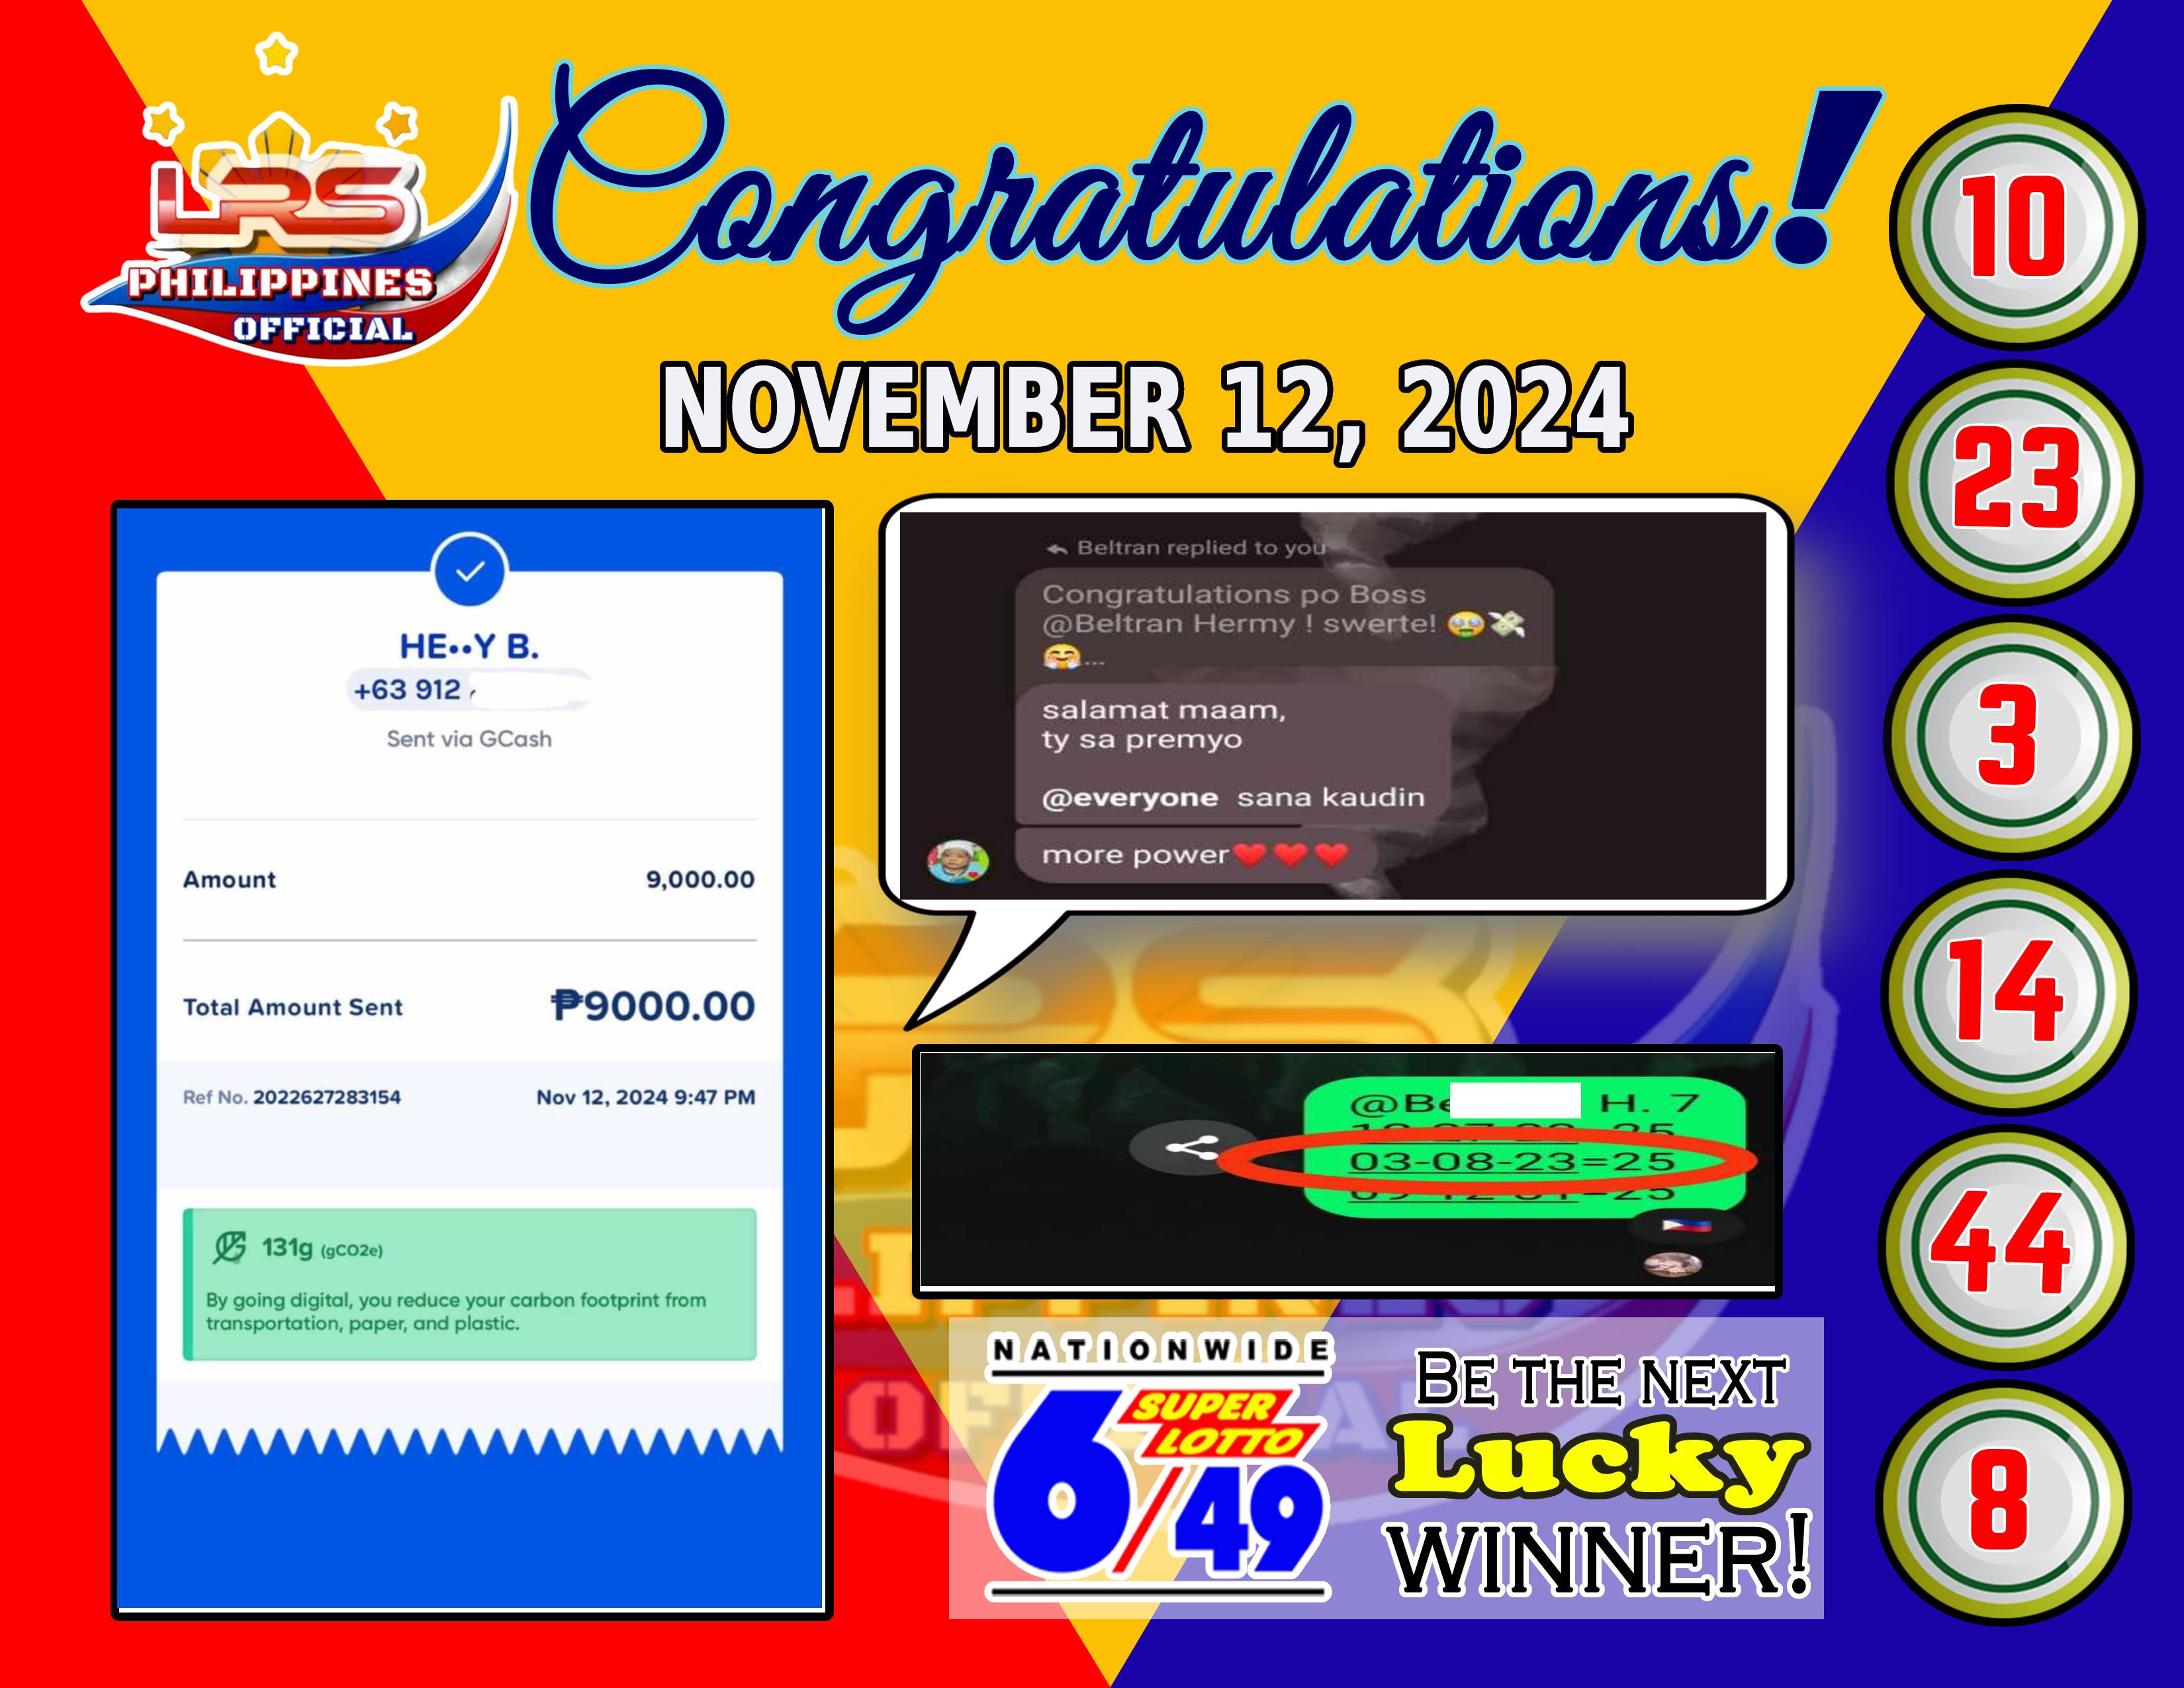 LRS
PHILIPPINES
OFFICIAL
Congratulations!
NOVEMBER 12, 2024
HE••Y B.
+63 912
Sent via GCash
Amount 9,000.00
Total Amount Sent ₱9000.00
Ref No. 2022627283154 Nov 12, 2024 9:47 PM
131g (gCO2e)
By going digital, you reduce your carbon footprint from
transportation, paper, and plastic.
Beltran replied to you
Congratulations po Boss
@Beltran Hermy ! swerte! 🤑💸
🤗...
salamat maam,
ty sa premyo
@everyone sana kaudin
more power❤️❤️❤️
@Be H. 7
03-08-23=25
NATIONWIDE
6/49
SUPER
LOTTO
BE THE NEXT
Lucky
WINNER!
10
23
3
14
44
8